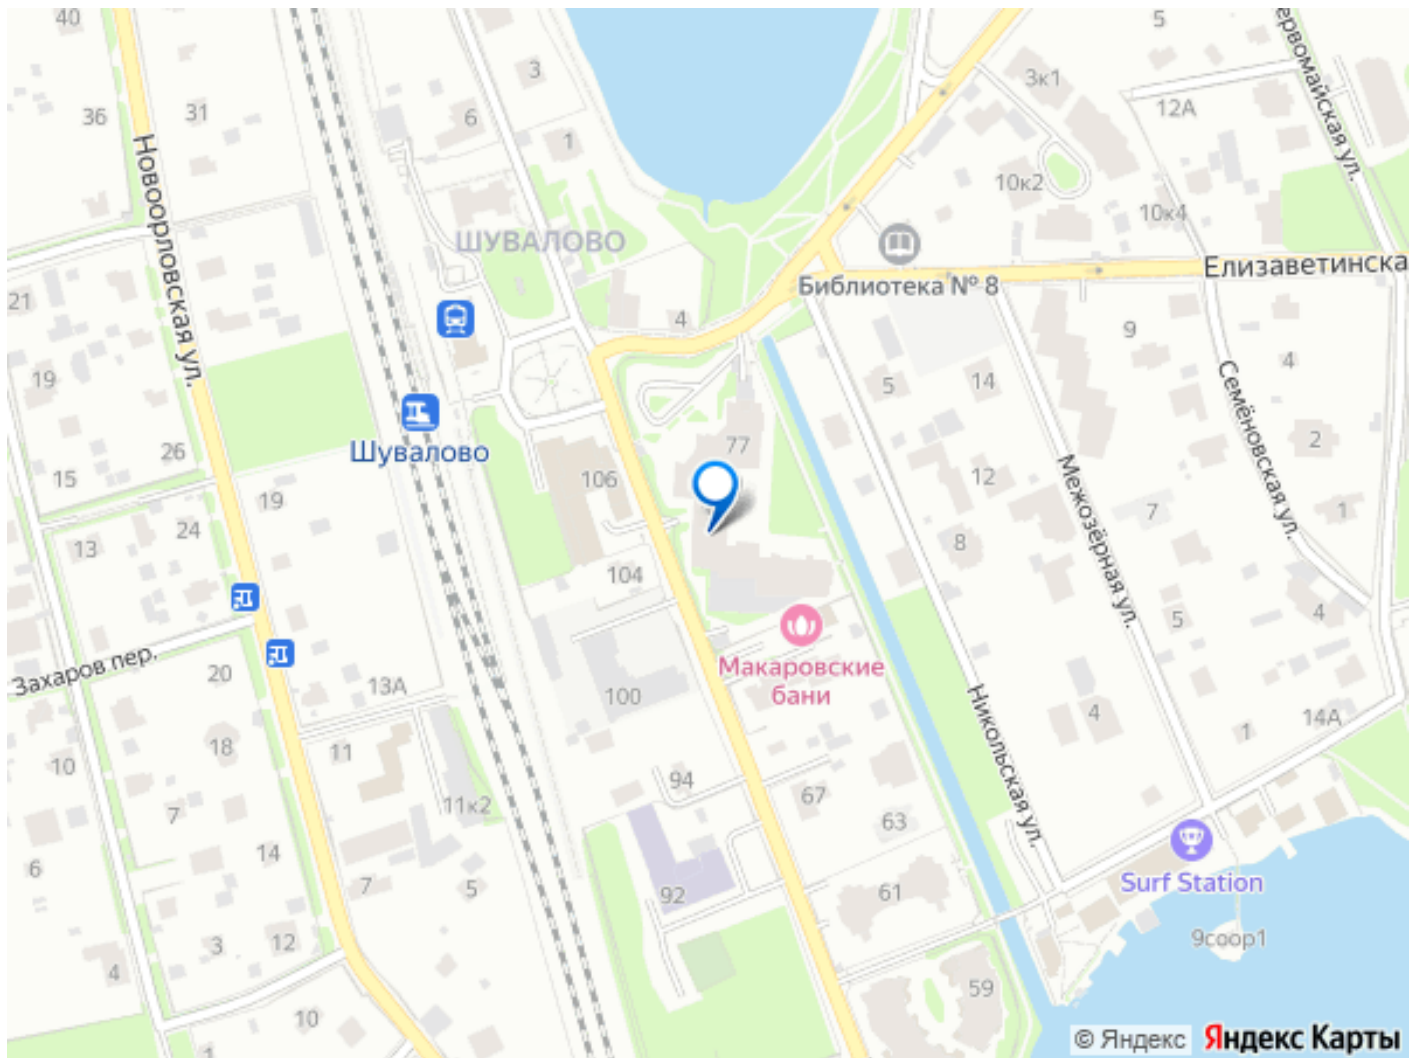 40
3
5
3к1
ервомайская ул.
36
31
6
1
12А
Новоорловская ул.
10к2
10к4
ШУВАЛОВО
Елизаветинска
Библиотека № 8
21
4
9
4
19
5
14
Семёновская ул.
Шувалово
77
2
26
15
106
12
Межозёрная ул.
19
7
1
24
13
8
104
5
4
Макаровские
бани
Захаров пер.
20
13А
100
Никольская ул.
4
14А
1
18
11
10
94
67
11к2
7
63
Surf Station
14
6
7
5
92
61
3
12
9соор1
4
59
10
1
© Яндекс Яндекс Карты